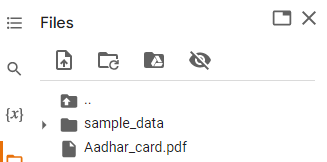 Files
{x}
..
sample_data
Aadhar_card.pdf